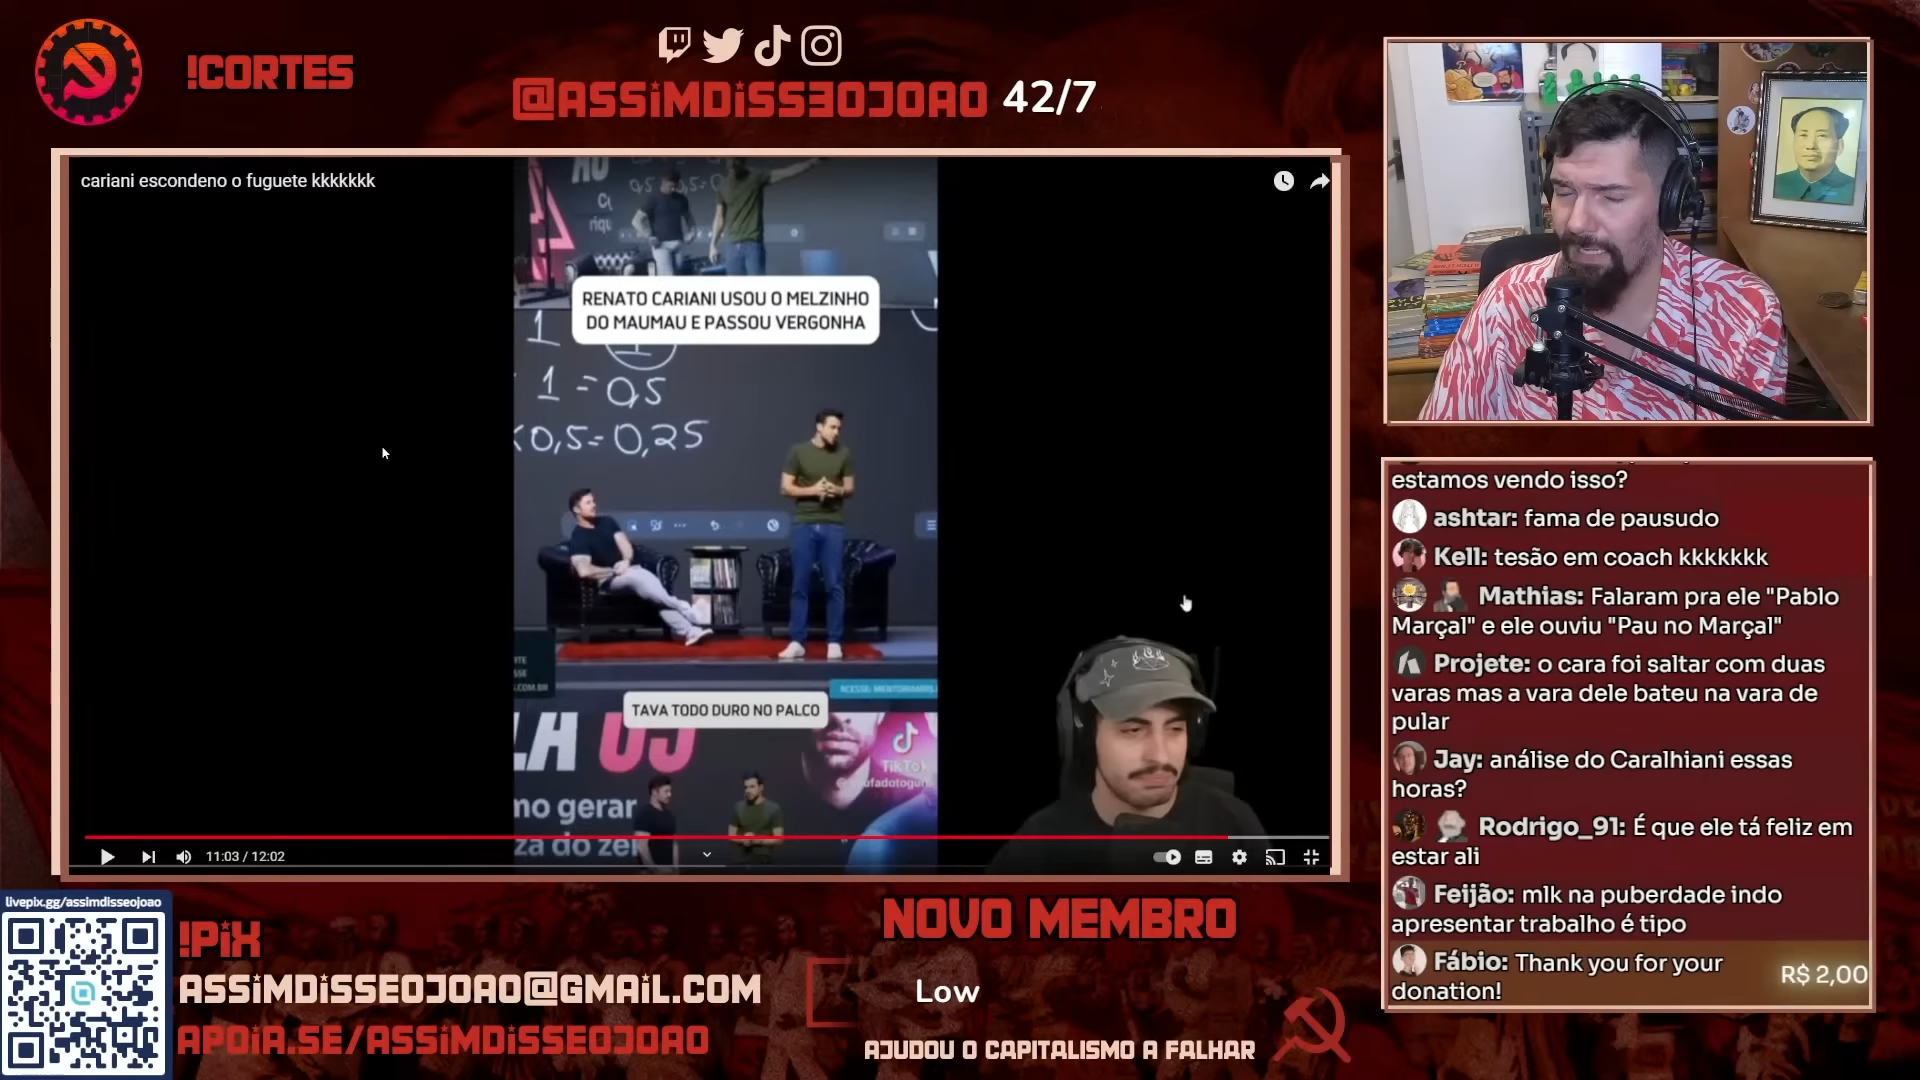 !CORTES
@ASSIMDISSEOJOAO 42/7
cariani escondeno o fuguete kkkkkkk
RENATO CARIANI USOU O MELZINHO
DO MAUMAU E PASSOU VERGONHA
1
1 = 0,5
0,5 = 0,25
TAVA TODO DURO NO PALCO
TikTok
mo gerar
za do zer
11:03 / 12:02
estamos vendo isso?
ashtar: fama de pausudo
Kell: tesão em coach kkkkkkk
Mathias: Falaram pra ele "Pablo
Marçal" e ele ouviu "Pau no Marçal"
Projete: o cara foi saltar com duas
varas mas a vara dele bateu na vara de
pular
Jay: análise do Caralhiani essas
horas?
Rodrigo_91: É que ele tá feliz em
estar ali
Feijão: mlk na puberdade indo
apresentar trabalho é tipo
Fábio: Thank you for your
donation!
R$ 2,00
livepix.gg/assimdisseojoao
!PIX
ASSIMDISSEOJOAO@GMAIL.COM
APOIA.SE/ASSIMDISSEOJOAO
NOVO MEMBRO
Low
AJUDOU O CAPITALISMO A FALHAR